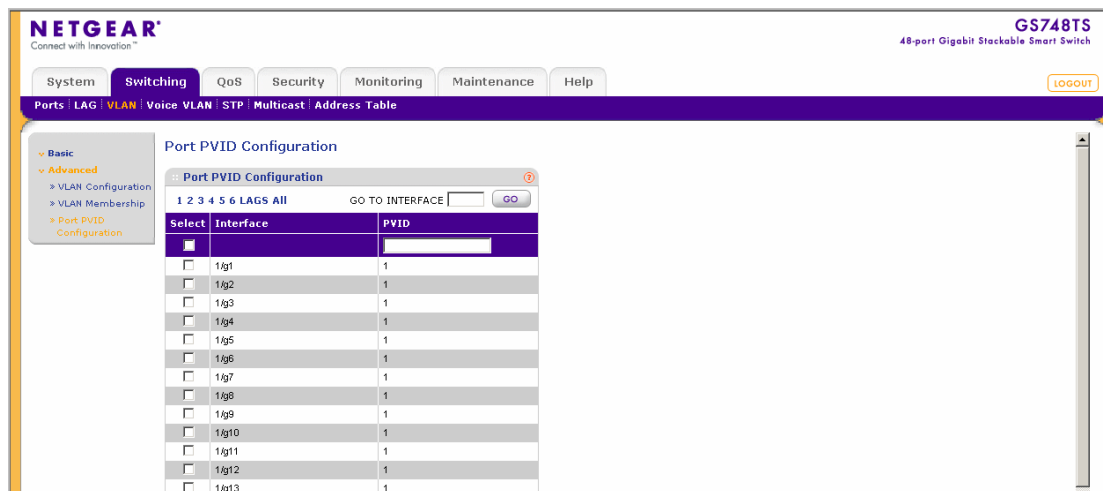 NETGEAR®
Connect with Innovation™
GS748TS
48-port Gigabit Stackable Smart Switch
System Switching QoS Security Monitoring Maintenance Help
LOGOUT
Ports LAG VLAN Voice VLAN STP Multicast Address Table
Basic
Advanced
» VLAN Configuration
» VLAN Membership
» Port PVID
Configuration
Port PVID Configuration
Port PVID Configuration ?
1 2 3 4 5 6 LAGS All GO TO INTERFACE GO
Select Interface PVID
1/g1 1
1/g2 1
1/g3 1
1/g4 1
1/g5 1
1/g6 1
1/g7 1
1/g8 1
1/g9 1
1/g10 1
1/g11 1
1/g12 1
1/g13 1